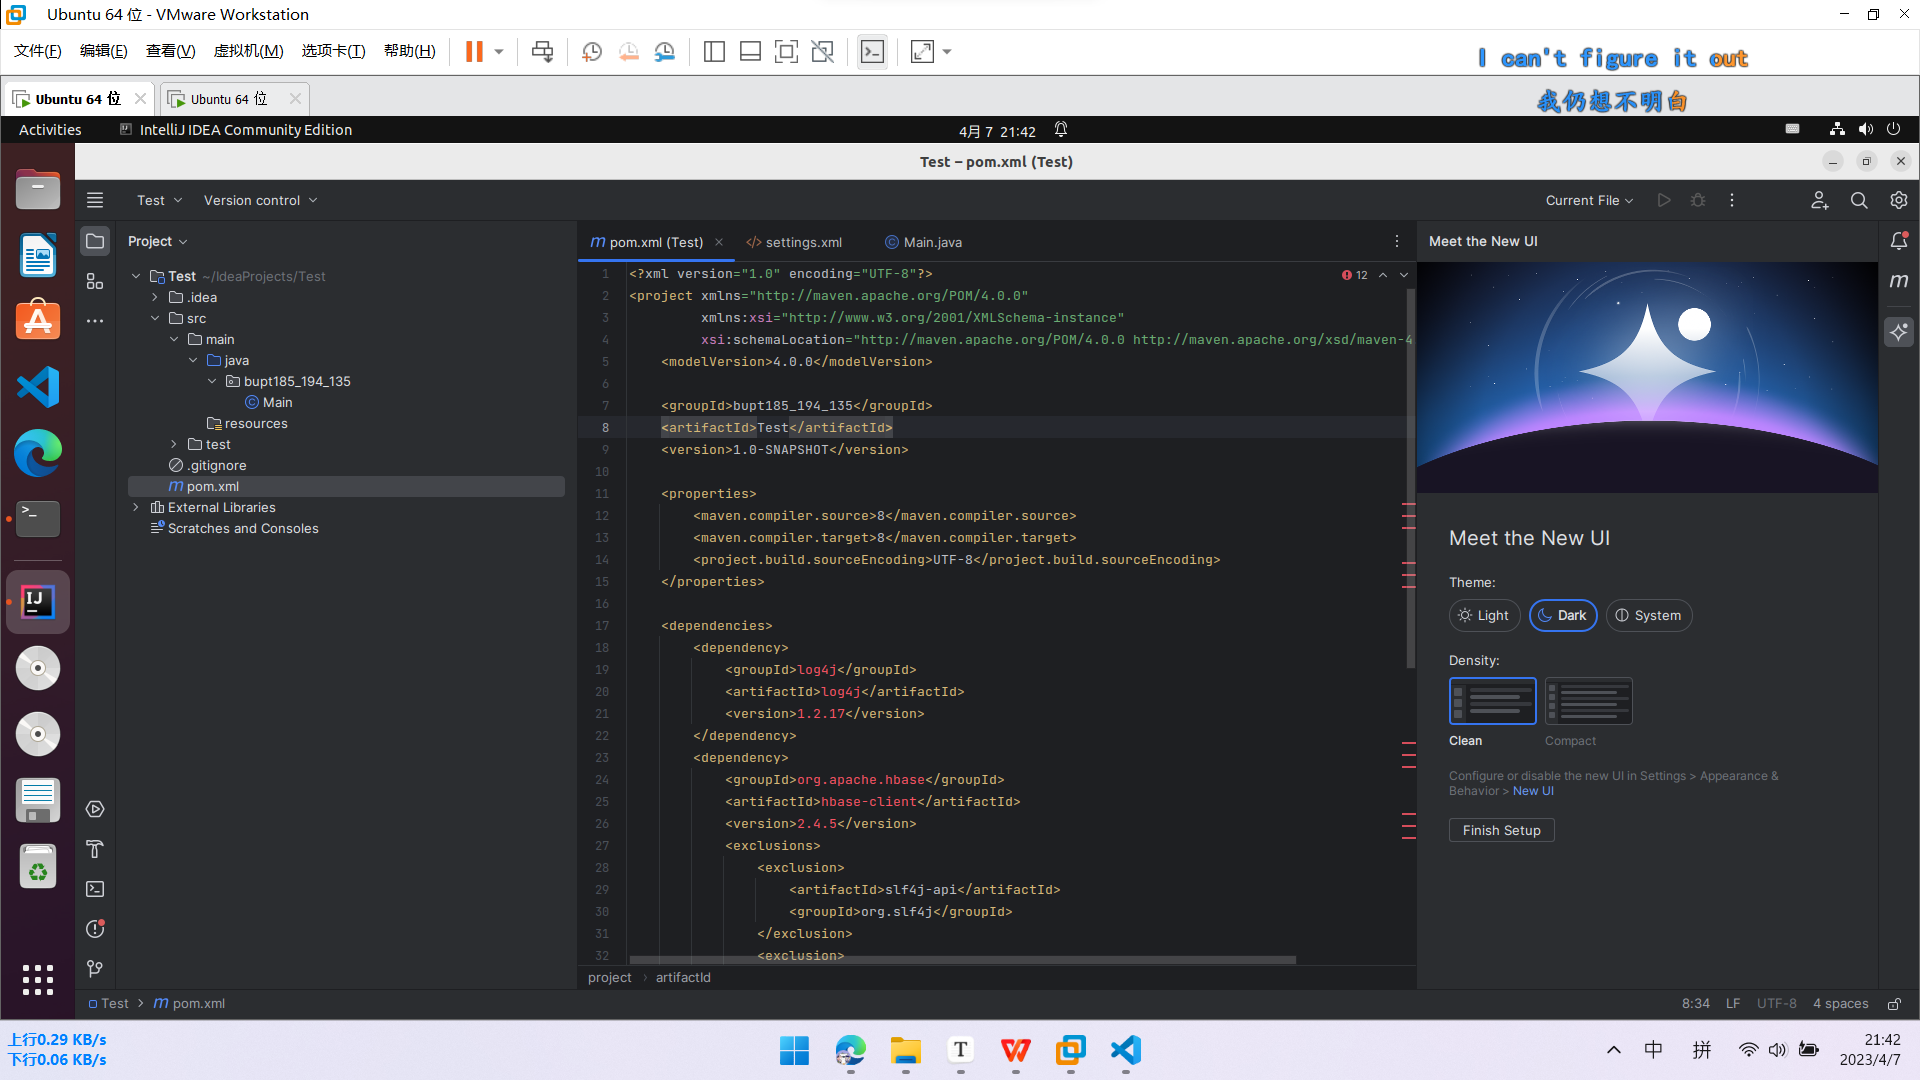 Ubuntu 64 位 - VMware Workstation
文件(F) 编辑(E) 查看(V) 虚拟机(M) 选项卡(T) 帮助(H)
I can't figure it out
我仍想不明白
Ubuntu 64 位
Ubuntu 64 位
Activities
IntelliJ IDEA Community Edition
4月 7 21:42
Test – pom.xml (Test)
Test
Version control
Current File
Project
Test ~/IdeaProjects/Test
.idea
src
main
java
bupt185_194_135
Main
resources
test
.gitignore
m pom.xml
External Libraries
Scratches and Consoles
m pom.xml (Test)
</> settings.xml
© Main.java
12
1 <?xml version="1.0" encoding="UTF-8"?>
2 <project xmlns="http://maven.apache.org/POM/4.0.0"
3 xmlns:xsi="http://www.w3.org/2001/XMLSchema-instance"
4 xsi:schemaLocation="http://maven.apache.org/POM/4.0.0 http://maven.apache.org/xsd/maven-4
5 <modelVersion>4.0.0</modelVersion>
6
7 <groupId>bupt185_194_135</groupId>
8 <artifactId>Test</artifactId>
9 <version>1.0-SNAPSHOT</version>
10
11 <properties>
12 <maven.compiler.source>8</maven.compiler.source>
13 <maven.compiler.target>8</maven.compiler.target>
14 <project.build.sourceEncoding>UTF-8</project.build.sourceEncoding>
15 </properties>
16
17 <dependencies>
18 <dependency>
19 <groupId>log4j</groupId>
20 <artifactId>log4j</artifactId>
21 <version>1.2.17</version>
22 </dependency>
23 <dependency>
24 <groupId>org.apache.hbase</groupId>
25 <artifactId>hbase-client</artifactId>
26 <version>2.4.5</version>
27 <exclusions>
28 <exclusion>
29 <artifactId>slf4j-api</artifactId>
30 <groupId>org.slf4j</groupId>
31 </exclusion>
32 <exclusion>
project › artifactId
Meet the New UI
m
Meet the New UI
Theme:
Light
Dark
System
Density:
Clean
Compact
Configure or disable the new UI in Settings > Appearance &
Behavior > New UI
Finish Setup
Test > m pom.xml
8:34 LF UTF-8 4 spaces
上行0.29 KB/s
下行0.06 KB/s
中
拼
21:42
2023/4/7